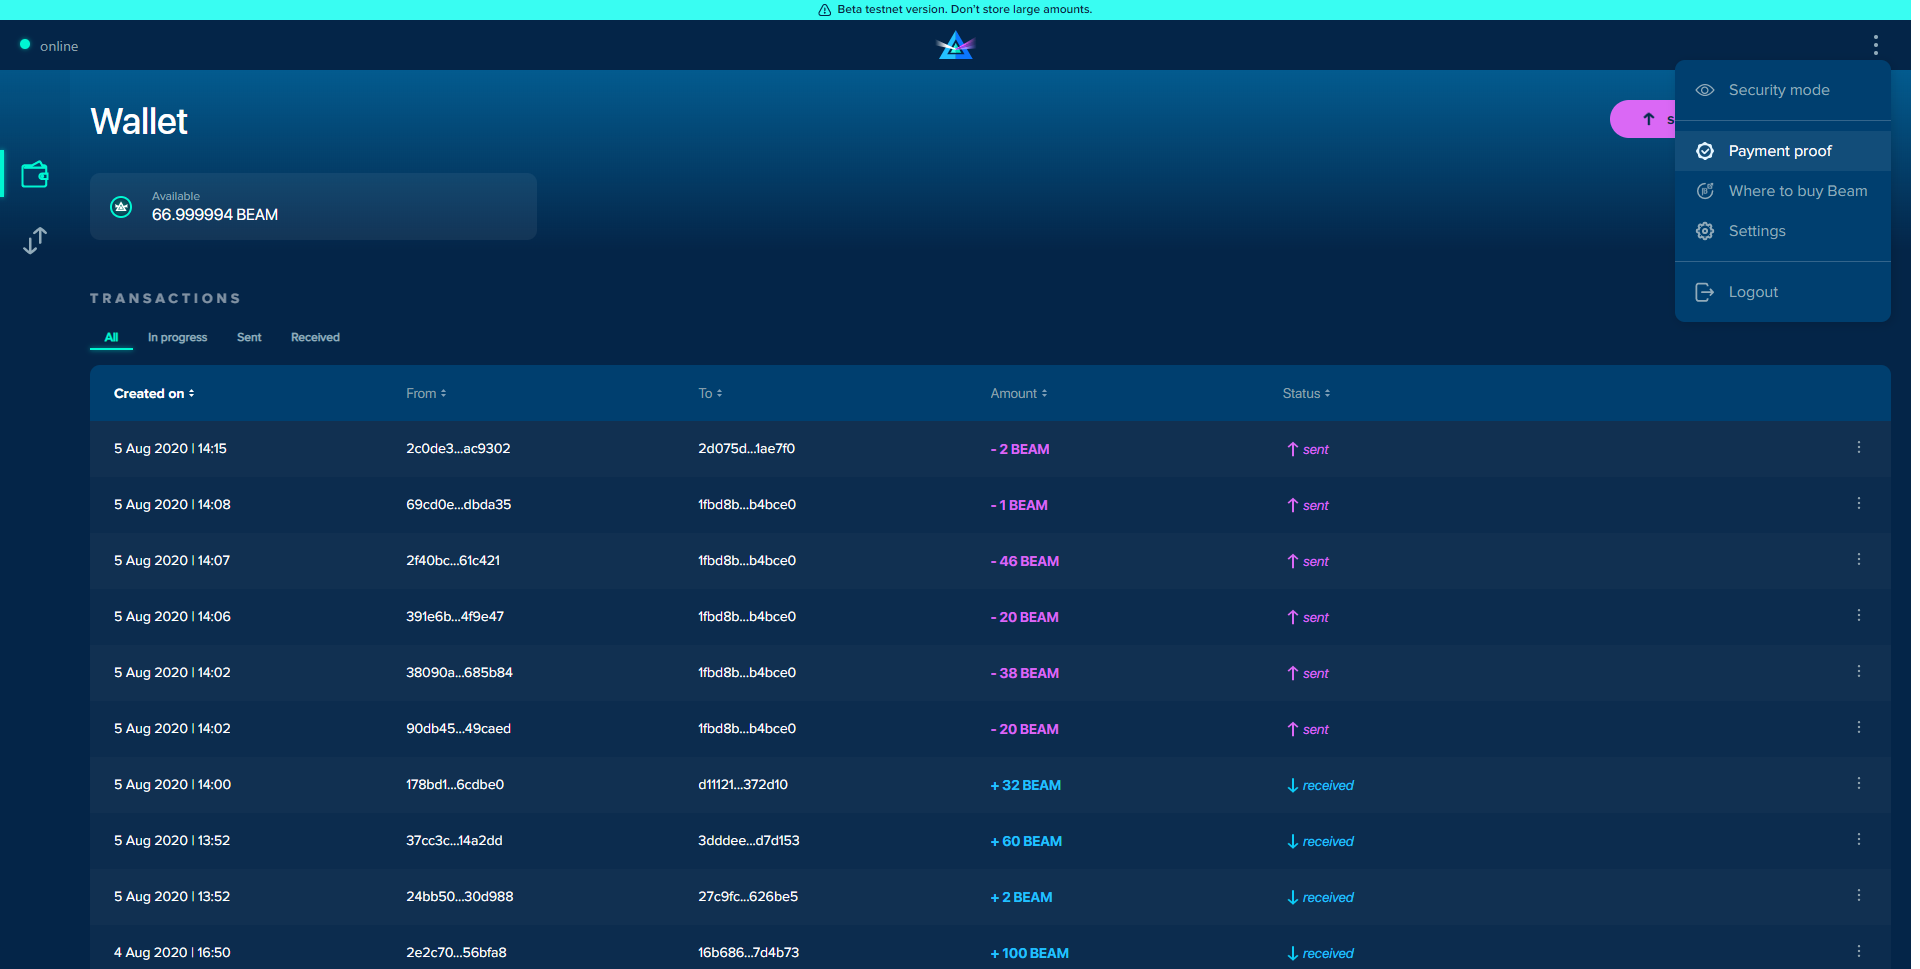 Beta testnet version. Don't store large amounts.
online
Wallet
Security mode
Payment proof
Where to buy Beam
Settings
Logout
Available
66.999994 BEAM
TRANSACTIONS
All In progress Sent Received
Created on From To Amount Status
5 Aug 2020 | 14:15 2c0de3...ac9302 2d075d...1ae7f0 - 2 BEAM sent
5 Aug 2020 | 14:08 69cd0e...dbda35 1fbd8b...b4bce0 - 1 BEAM sent
5 Aug 2020 | 14:07 2f40bc...61c421 1fbd8b...b4bce0 - 46 BEAM sent
5 Aug 2020 | 14:06 391e6b...4f9e47 1fbd8b...b4bce0 - 20 BEAM sent
5 Aug 2020 | 14:02 38090a...685b84 1fbd8b...b4bce0 - 38 BEAM sent
5 Aug 2020 | 14:02 90db45...49caed 1fbd8b...b4bce0 - 20 BEAM sent
5 Aug 2020 | 14:00 178bd1...6cdbe0 d11121...372d10 + 32 BEAM received
5 Aug 2020 | 13:52 37cc3c...14a2dd 3dddee...d7d153 + 60 BEAM received
5 Aug 2020 | 13:52 24bb50...30d988 27c9fc...626be5 + 2 BEAM received
4 Aug 2020 | 16:50 2e2c70...56bfa8 16b686...7d4b73 + 100 BEAM received